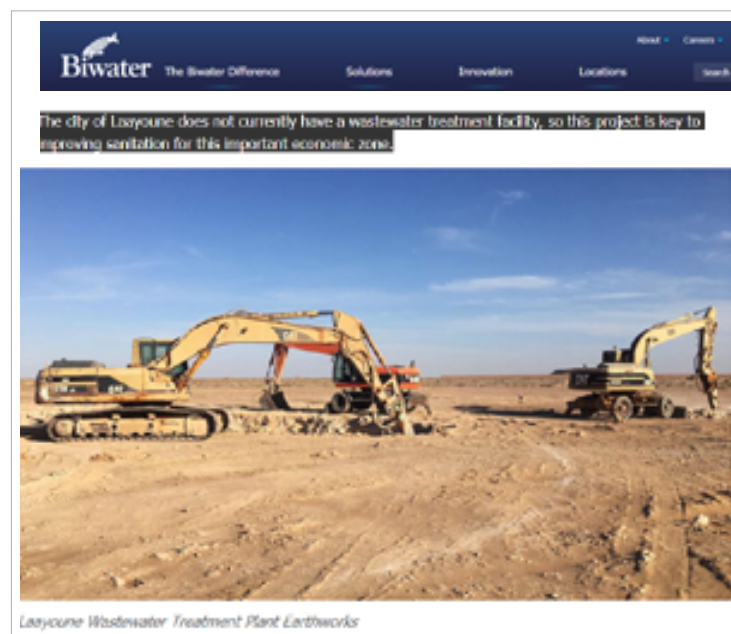 About Careers
Biwater The Biwater Difference Solutions Innovation Locations Search
The city of Laayoune does not currently have a wastewater treatment facility, so this project is key to
improving sanitation for this important economic zone.
Laayoune Wastewater Treatment Plant Earthworks